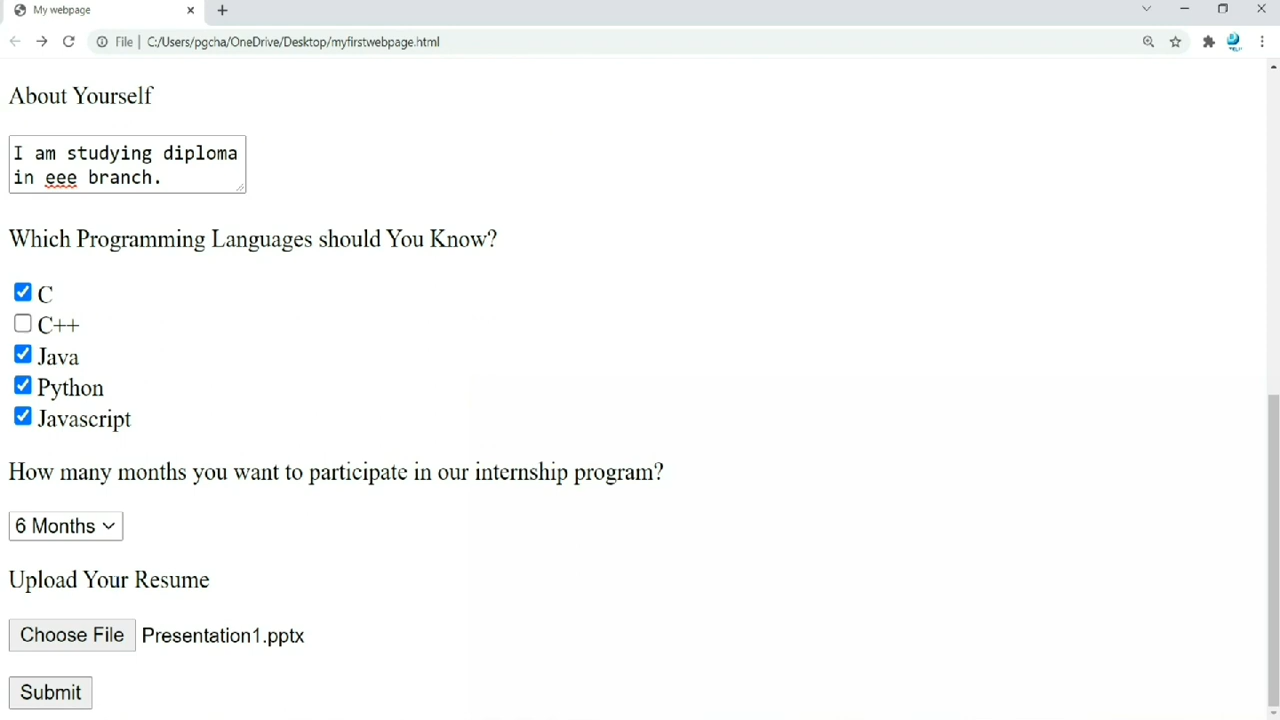 My webpage
File
C:/Users/pgcha/OneDrive/Desktop/myfirstwebpage.html
About Yourself
I am studying diploma
in eee branch.
Which Programming Languages should You Know?
C
C++
Java
Python
Javascript
How many months you want to participate in our internship program?
6 Months
Upload Your Resume
Choose File Presentation1.pptx
Submit